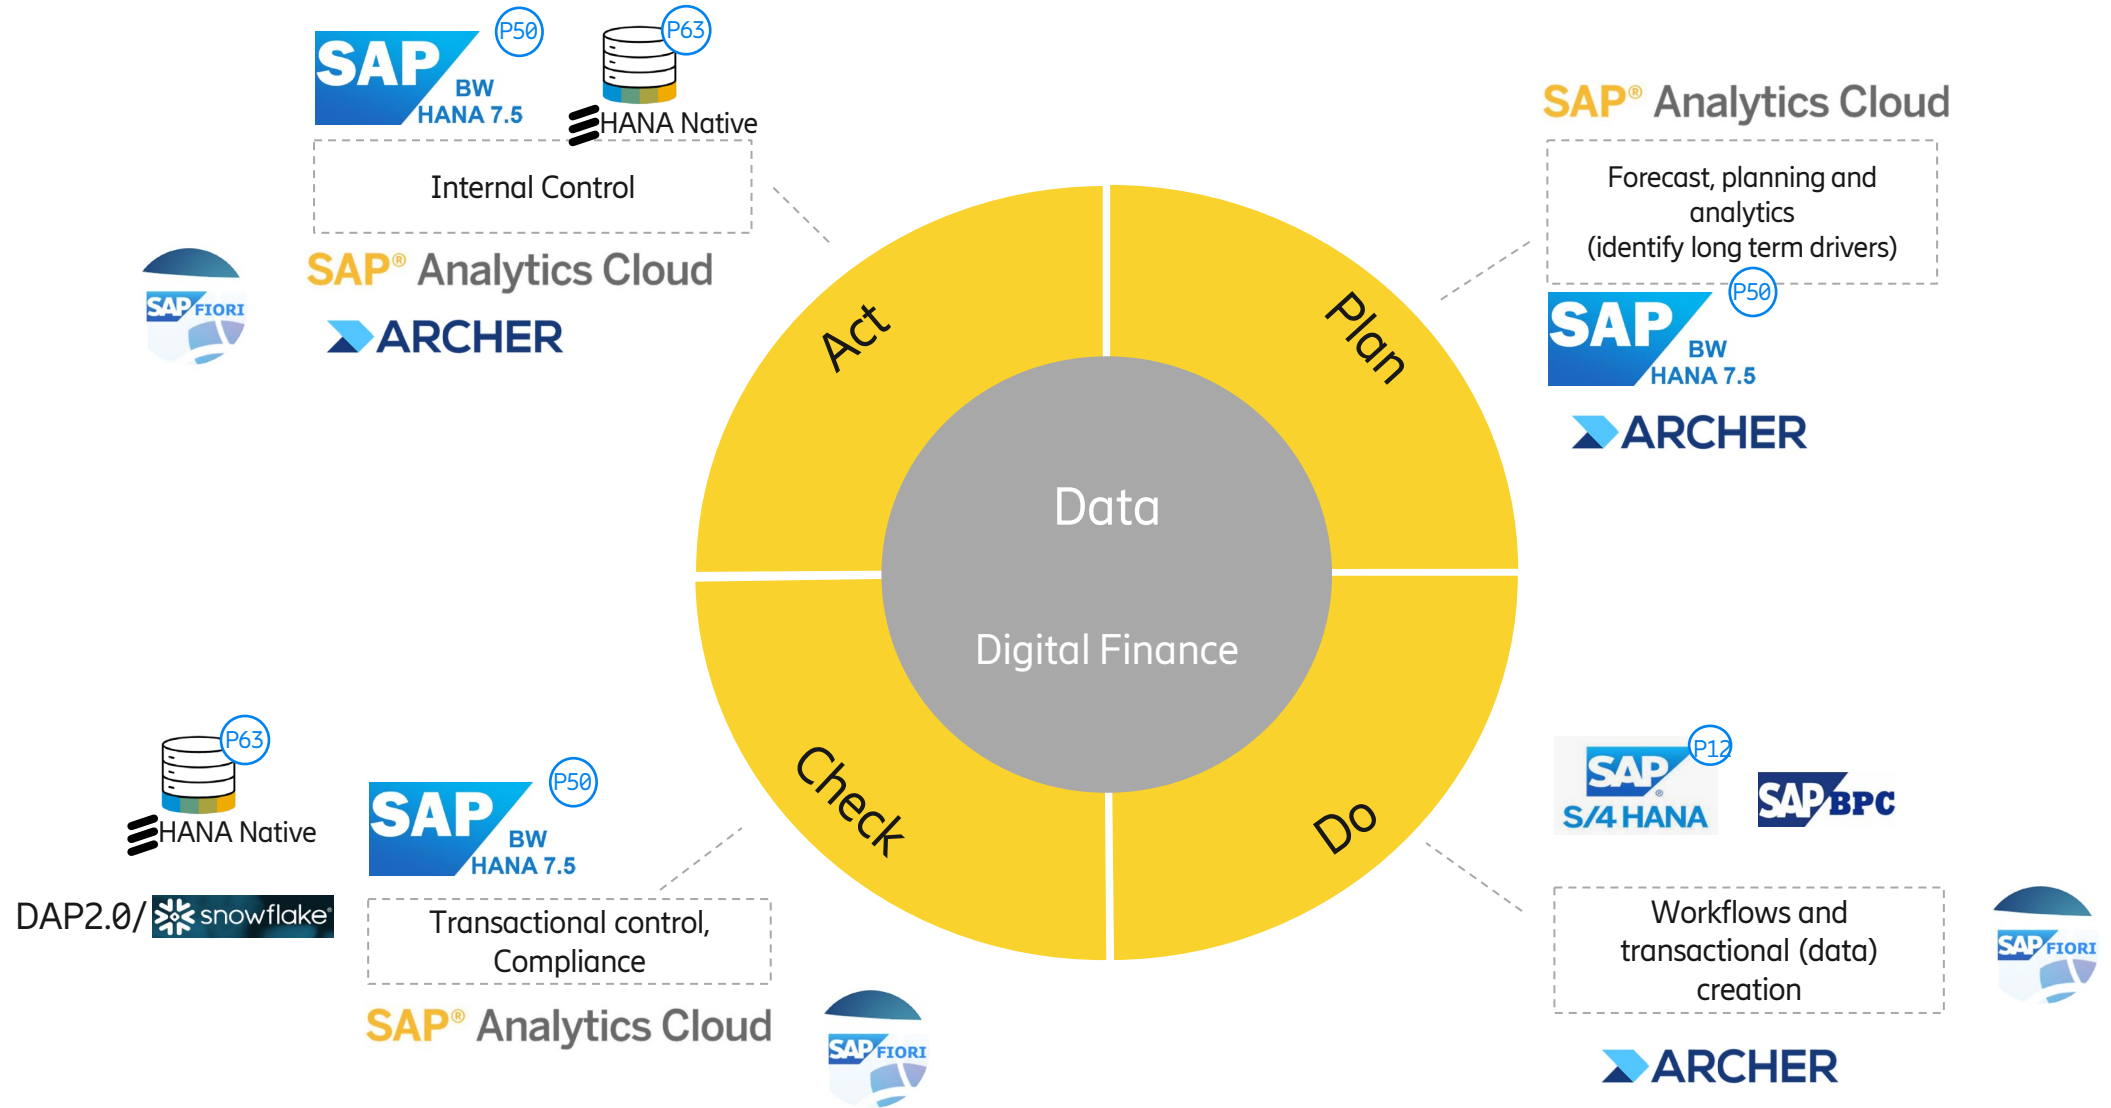 SAP
BW
HANA 7.5
P50
P63
HANA Native
Internal Control
SAP® Analytics Cloud
SAP FIORI
ARCHER
SAP® Analytics Cloud
Forecast, planning and
analytics
(identify long term drivers)
P50
SAP
BW
HANA 7.5
ARCHER
Act
Plan
Data
Digital Finance
Check
Do
P63
HANA Native
P50
SAP
BW
HANA 7.5
DAP2.0/ snowflake®
Transactional control,
Compliance
SAP® Analytics Cloud
SAP FIORI
P12
SAP®
S/4 HANA
SAP BPC
Workflows and
transactional (data)
creation
SAP FIORI
ARCHER